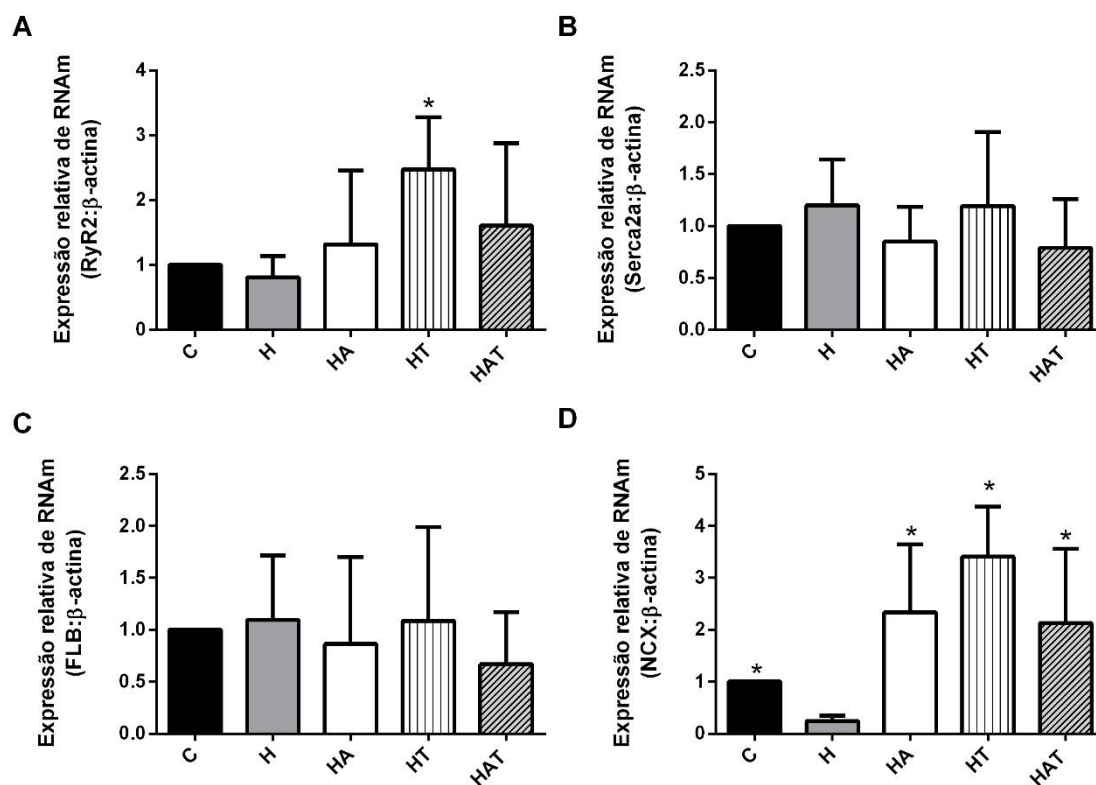 A
Expressão relativa de RNAm
(RyR2:β-actina)
4
3
2
1
0
*
C
H
HA
HT
HAT
B
Expressão relativa de RNAm
(Serca2a:β-actina)
2.5
2.0
1.5
1.0
0.5
0.0
C
H
HA
HT
HAT
C
Expressão relativa de RNAm
(FLB:β-actina)
2.5
2.0
1.5
1.0
0.5
0.0
C
H
HA
HT
HAT
D
Expressão relativa de RNAm
(NCX:β-actina)
5
4
3
2
1
0
*
*
*
*
C
H
HA
HT
HAT